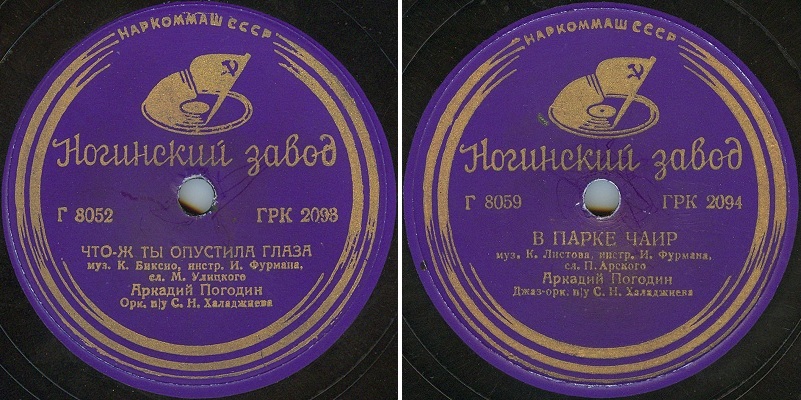 НАРКОММАШ СССР
Ногинский завод
Г 8052 ГРК 2093
ЧТО-Ж ТЫ ОПУСТИЛА ГЛАЗА
муз. К. Биксио, инстр. И. Фурмана,
сл. М. Улицкого
Аркадий Погодин
Орк. п/у С. Н. Халаджиева
НАРКОММАШ СССР
Ногинский завод
Г 8059 ГРК 2094
В ПАРКЕ ЧАИР
муз. К. Листова, инстр. И. Фурмана,
сл. П. Арского
Аркадий Погодин
Джаз-орк. п/у С. Н. Халаджиева